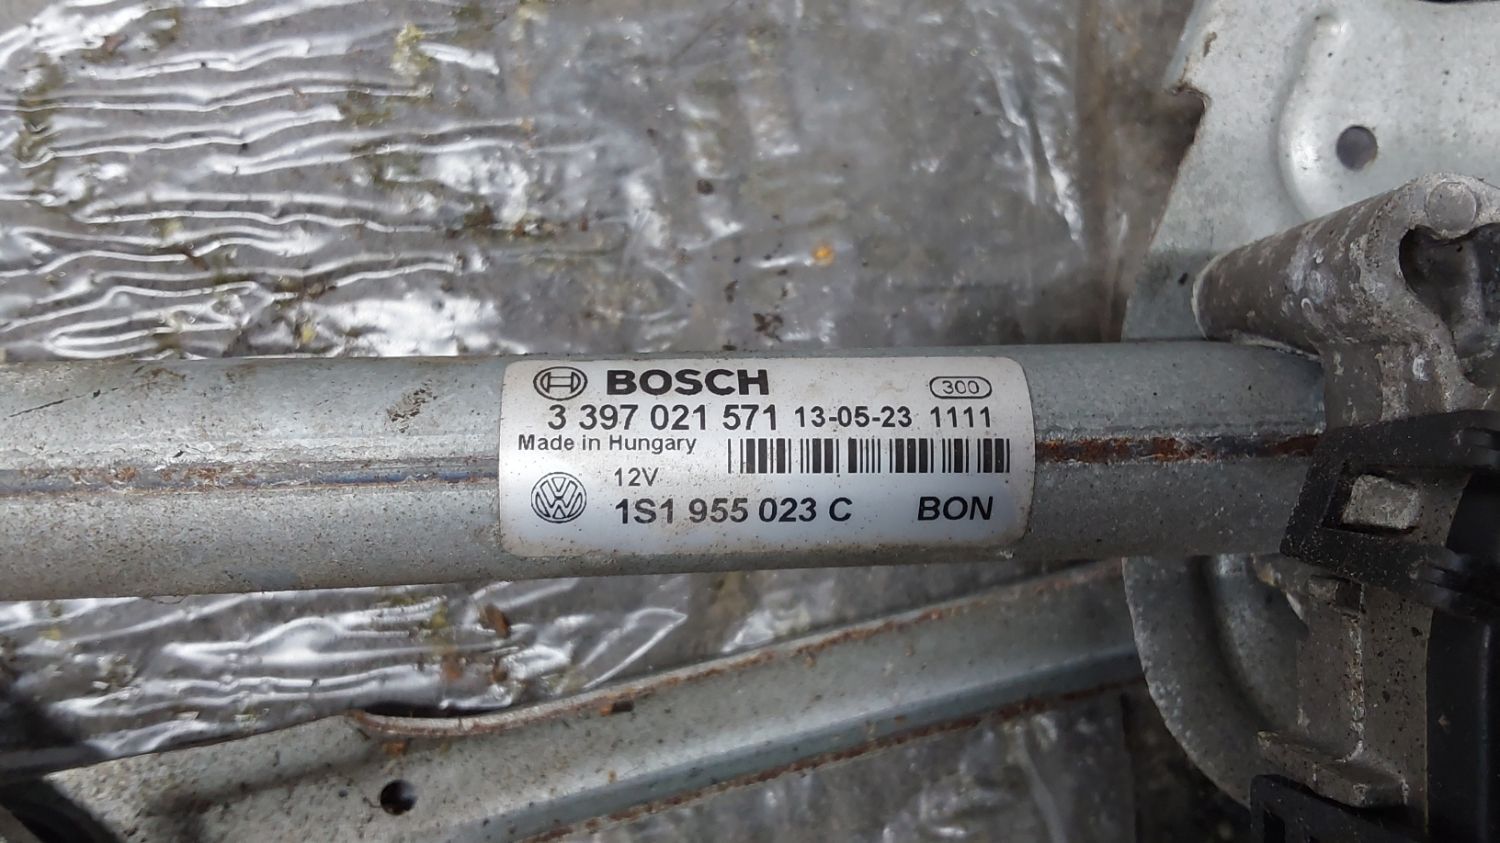 BOSCH 300
3 397 021 571 13-05-23 1111
Made in Hungary
12V
1S1 955 023 C BON